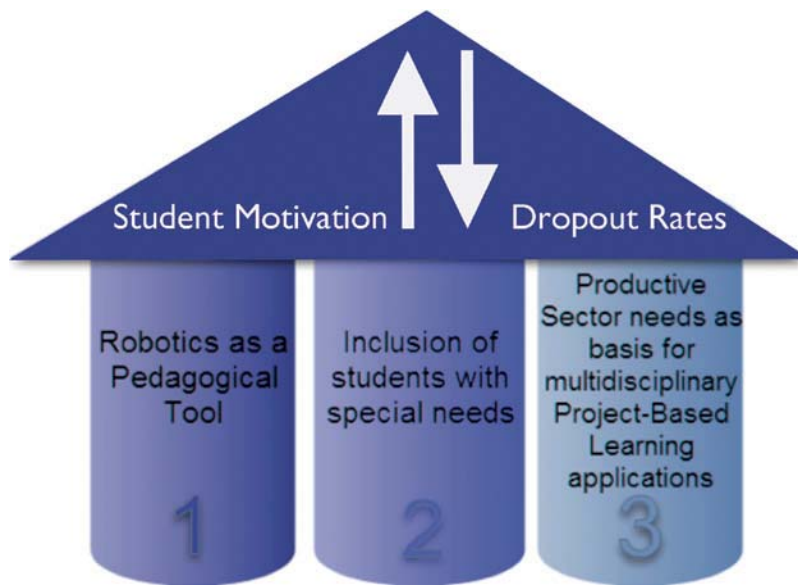 Student Motivation
Dropout Rates
Robotics as a
Pedagogical
Tool
1
Inclusion of
students with
special needs
2
Productive
Sector needs as
basis for
multidisciplinary
Project-Based
Learning
applications
3